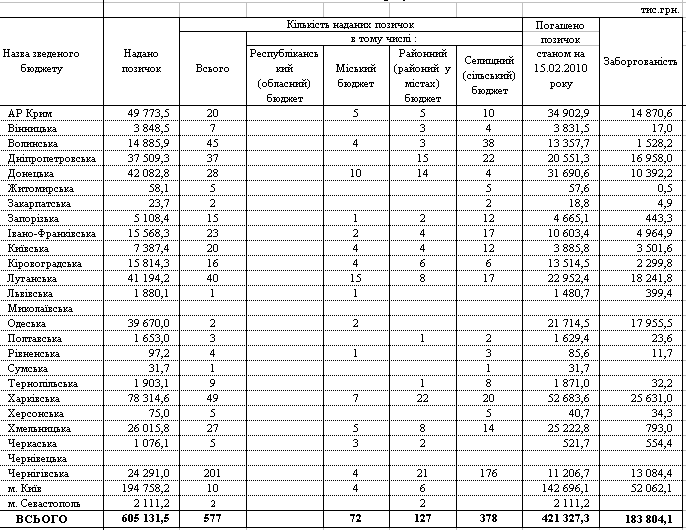 тис.грн.
Назва зведеного бюджету Надано позичок Кількість наданих позичок Погашено позичок станом на 15.02.2010 року Заборгованість
Всього в тому числі :
Республіканський (обласний) бюджет Міський бюджет Районний (районий у містах) бюджет Селищний (сільський) бюджет
АР Крим 49 773,5 20 5 5 10 34 902,9 14 870,6
Вінницька 3 848,5 7 3 4 3 831,5 17,0
Волинська 14 885,9 45 4 3 38 13 357,7 1 528,2
Дніпропетровська 37 509,3 37 15 22 20 551,3 16 958,0
Донецька 42 082,8 28 10 14 4 31 690,6 10 392,2
Житомирська 58,1 5 5 57,6 0,5
Закарпатська 23,7 2 2 18,8 4,9
Запорізька 5 108,4 15 1 2 12 4 665,1 443,3
Івано-Франківська 15 568,3 23 2 4 17 10 603,4 4 964,9
Київська 7 387,4 20 4 4 12 3 885,8 3 501,6
Кіровоградська 15 814,3 16 4 6 6 13 514,5 2 299,8
Луганська 41 194,2 40 15 8 17 22 952,4 18 241,8
Львівська 1 880,1 1 1 1 480,7 399,4
Миколаївська
Одеська 39 670,0 2 2 21 714,5 17 955,5
Полтавська 1 653,0 3 1 2 1 629,4 23,6
Рівненська 97,2 4 1 3 85,6 11,7
Сумська 31,7 1 1 31,7
Тернопільська 1 903,1 9 1 8 1 871,0 32,2
Харківська 78 314,6 49 7 22 20 52 683,6 25 631,0
Херсонська 75,0 5 5 40,7 34,3
Хмельницька 26 015,8 27 5 8 14 25 222,8 793,0
Черкаська 1 076,1 5 3 2 521,7 554,4
Чернівецька
Чернігівська 24 291,0 201 4 21 176 11 206,7 13 084,4
м. Київ 194 758,2 10 4 6 142 696,1 52 062,1
м. Севастополь 2 111,2 2 2 2 111,2
ВСЬОГО 605 131,5 577 72 127 378 421 327,3 183 804,1